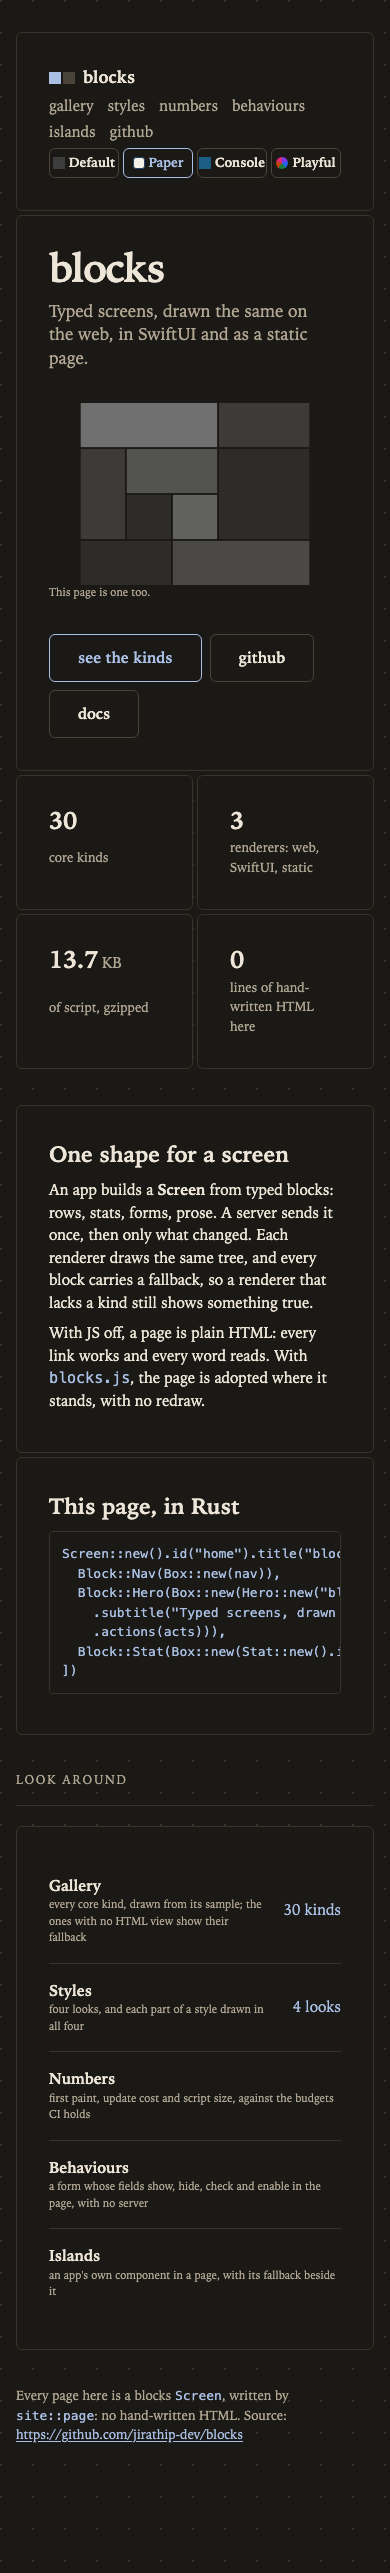 blocks
gallery styles numbers behaviours
islands github
Default Paper Console Playful
blocks
Typed screens, drawn the same on
the web, in SwiftUI and as a static
page.
This page is one too.
see the kinds github
docs
30
core kinds
3
renderers: web,
SwiftUI, static
13.7 KB
of script, gzipped
0
lines of hand-
written HTML
here
One shape for a screen
An app builds a Screen from typed blocks:
rows, stats, forms, prose. A server sends it
once, then only what changed. Each
renderer draws the same tree, and every
block carries a fallback, so a renderer that
lacks a kind still shows something true.
With JS off, a page is plain HTML: every
link works and every word reads. With
blocks.js, the page is adopted where it
stands, with no redraw.
This page, in Rust
Screen::new().id("home").title("bloc
Block::Nav(Box::new(nav)),
Block::Hero(Box::new(Hero::new("bl
.subtitle("Typed screens, drawn
.actions(acts))),
Block::Stat(Box::new(Stat::new().i
])
LOOK AROUND
Gallery
every core kind, drawn from its sample; the
ones with no HTML view show their
fallback
30 kinds
Styles
four looks, and each part of a style drawn in
all four
4 looks
Numbers
first paint, update cost and script size, against the budgets
CI holds
Behaviours
a form whose fields show, hide, check and enable in the
page, with no server
Islands
an app's own component in a page, with its fallback beside
it
Every page here is a blocks Screen, written by
site::page: no hand-written HTML. Source:
https://github.com/jirathip-dev/blocks